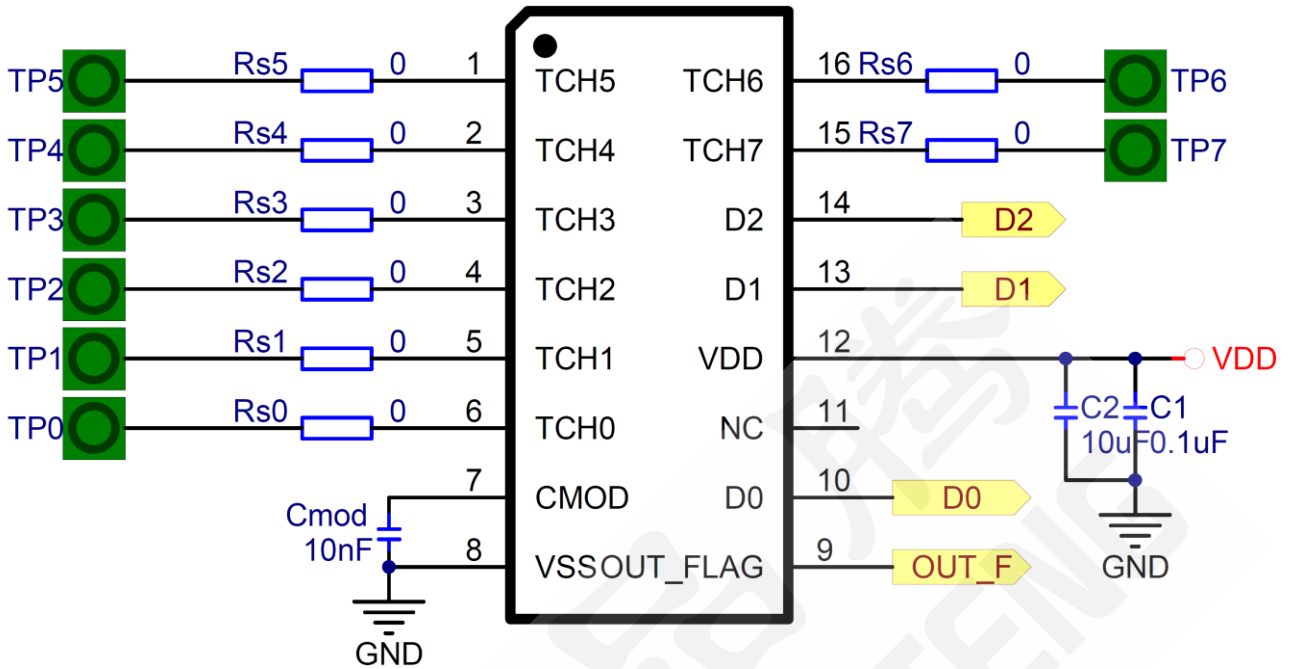 TP5 Rs5 0 1 TCH5 TCH6 16 Rs6 0 TP6
TP4 Rs4 0 2 TCH4 TCH7 15 Rs7 0 TP7
TP3 Rs3 0 3 TCH3 D2 14 D2
TP2 Rs2 0 4 TCH2 D1 13 D1
TP1 Rs1 0 5 TCH1 VDD 12 VDD
TP0 Rs0 0 6 TCH0 NC 11 C2 C1
10uF 0.1uF
7 CMOD D0 10 D0
Cmod
10nF 8 VSS OUT_FLAG 9 OUT_F GND
GND
腾
TENG